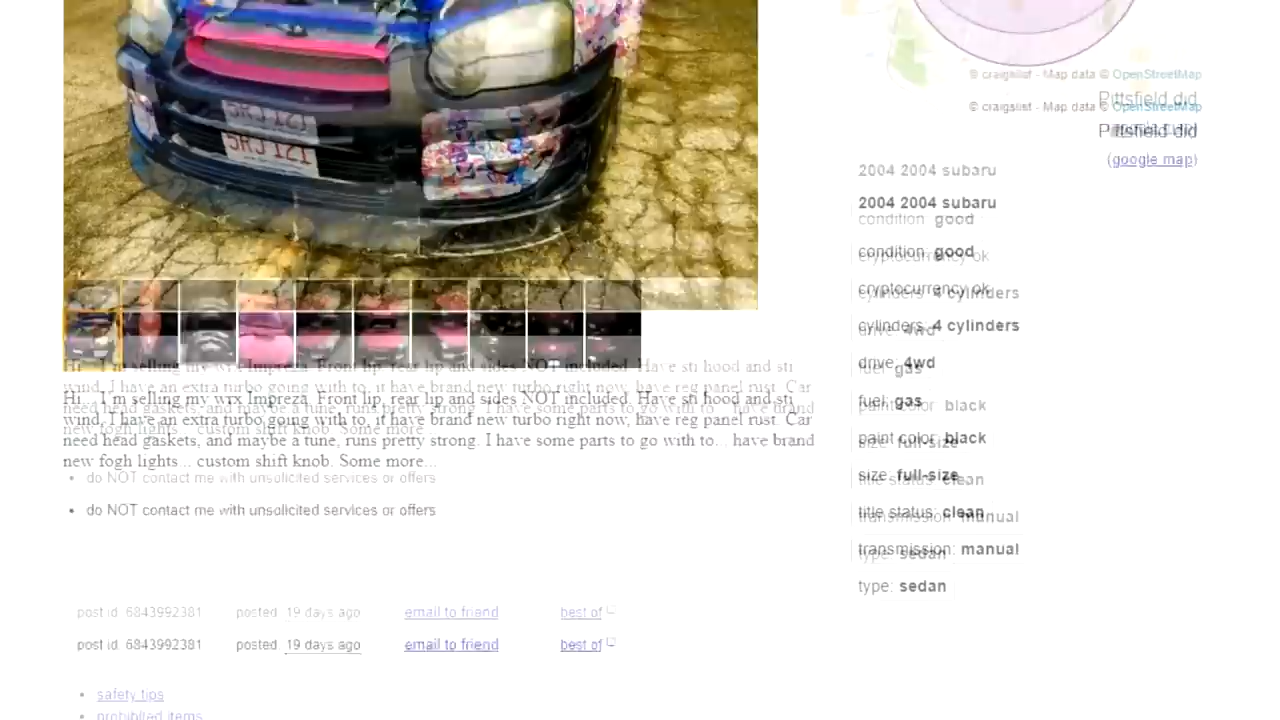 © craigslist - Map data © OpenStreetMap
Pittsfield did
(google map)
2004 2004 subaru
condition: good
cryptocurrency ok
cylinders: 4 cylinders
drive: 4wd
fuel: gas
paint color: black
size: full-size
title status: clean
transmission: manual
type: sedan
Hi... I'm selling my wrx Impreza. Front lip, rear lip and sides NOT included. Have sti hood and sti
wind, I have an extra turbo going with to, it have brand new turbo right now, have reg panel rust. Car
need head gaskets, and maybe a tune, runs pretty strong. I have some parts to go with to... have brand
new fogh lights .. custom shift knob. Some more...
• do NOT contact me with unsolicited services or offers
post id: 6843992381 posted: 19 days ago email to friend best of
• safety tips
• prohibited items